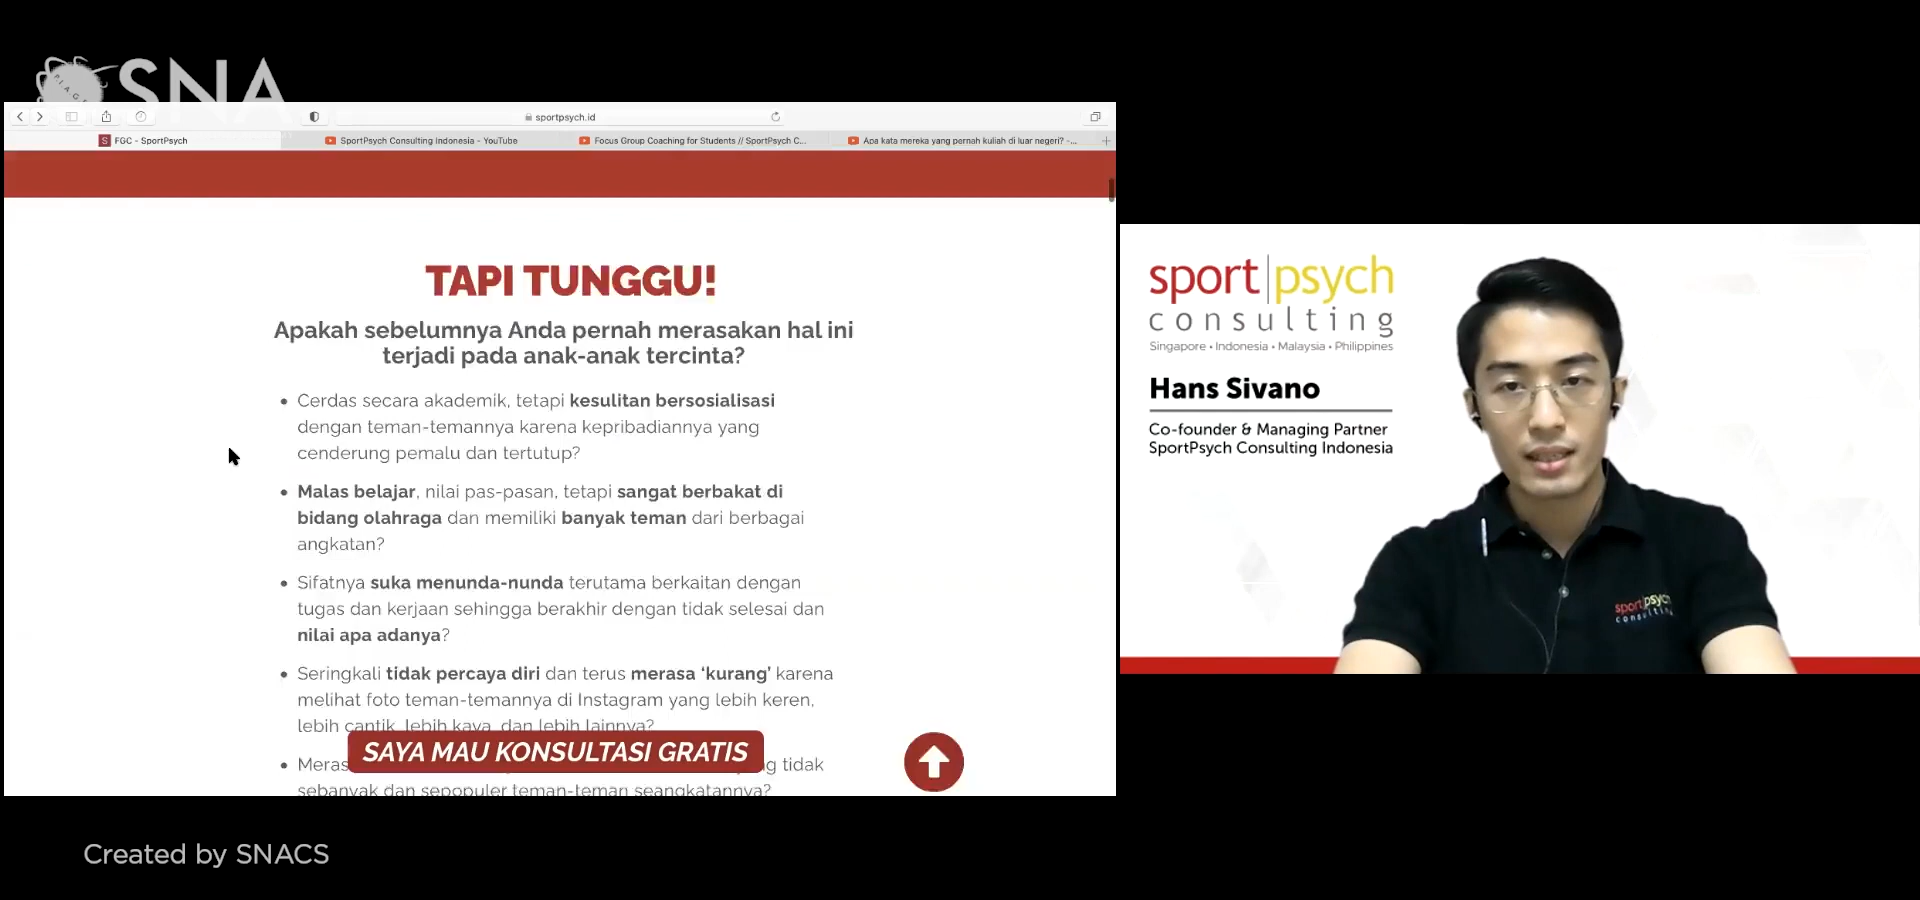 SNA
sportpsych.id
FGC - SportPsych
SportPsych Consulting Indonesia - YouTube
Focus Group Coaching for Students // SportPsych C...
Apa kata mereka yang pernah kuliah di luar negeri? -...
TAPI TUNGGU!
Apakah sebelumnya Anda pernah merasakan hal ini
terjadi pada anak-anak tercinta?
• Cerdas secara akademik, tetapi kesulitan bersosialisasi
dengan teman-temannya karena kepribadiannya yang
cenderung pemalu dan tertutup?
• Malas belajar, nilai pas-pasan, tetapi sangat berbakat di
bidang olahraga dan memiliki banyak teman dari berbagai
angkatan?
• Sifatnya suka menunda-nunda terutama berkaitan dengan
tugas dan kerjaan sehingga berakhir dengan tidak selesai dan
nilai apa adanya?
• Seringkali tidak percaya diri dan terus merasa ‘kurang’ karena
melihat foto teman-temannya di Instagram yang lebih keren,
lebih cantik, lebih kaya, dan lebih lainnya?
SAYA MAU KONSULTASI GRATIS
• tidak
sebanyak dan sepopuler teman-teman seangkatannya?
sport|psych
consulting
Singapore • Indonesia • Malaysia • Philippines
Hans Sivano
Co-founder & Managing Partner
SportPsych Consulting Indonesia
sport|psych
consulting
Created by SNACS